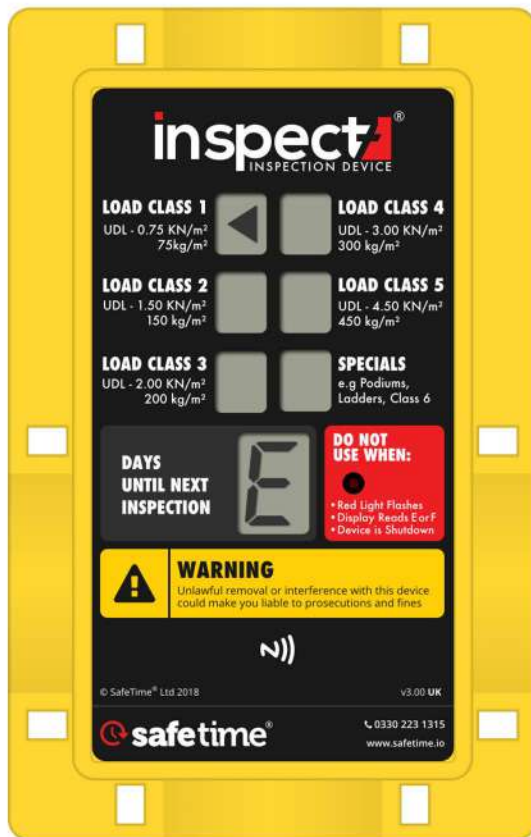 inspect®
INSPECTION DEVICE
LOAD CLASS 1
UDL - 0.75 KN/m²
75kg/m²
LOAD CLASS 4
UDL - 3.00 KN/m²
300 kg/m²
LOAD CLASS 2
UDL - 1.50 KN/m²
150 kg/m²
LOAD CLASS 5
UDL - 4.50 KN/m²
450 kg/m²
LOAD CLASS 3
UDL - 2.00 KN/m²
200 kg/m²
SPECIALS
e.g Podiums,
Ladders, Class 6
DAYS
UNTIL NEXT
INSPECTION
E
DO NOT
USE WHEN:
• Red Light Flashes
• Display Reads E or F
• Device is Shutdown
WARNING
Unlawful removal or interference with this device
could make you liable to prosecutions and fines
© SafeTime® Ltd 2018
v3.00 UK
safetime®
0330 223 1315
www.safetime.io